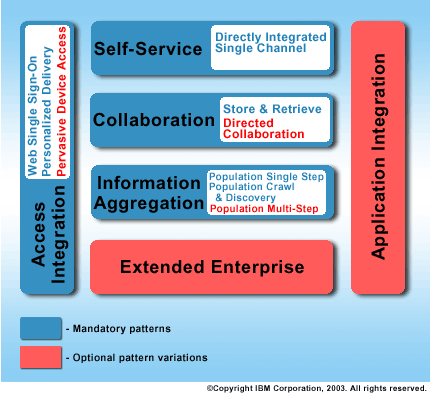 Self-Service
Directly Integrated
Single Channel
Collaboration
Store & Retrieve
Directed
Collaboration
Information
Aggregation
Population Single Step
Population Crawl
& Discovery
Population Multi-Step
Extended Enterprise
Web Single Sign-On
Personalized Delivery
Pervasive Device Access
Access
Integration
Application Integration
- Mandatory patterns
- Optional pattern variations
©Copyright IBM Corporation, 2003. All rights reserved.